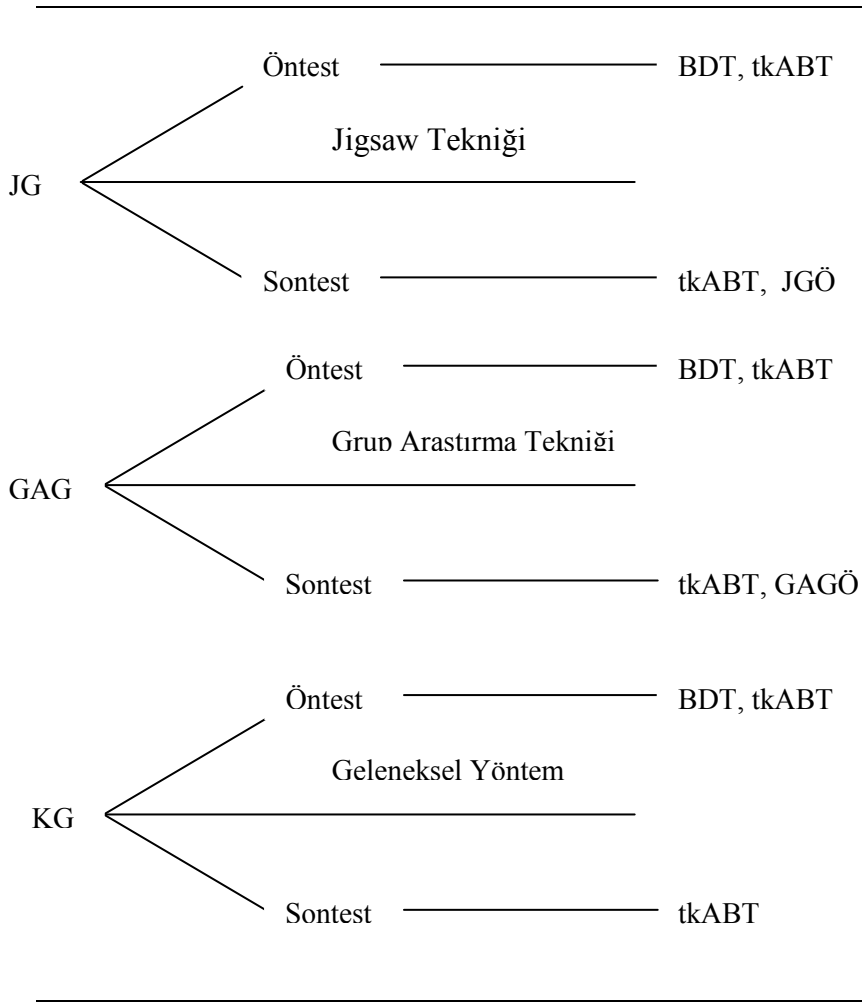 Öntest BDT, tkABT
Jigsaw Tekniği
JG
Sontest tkABT, JGÖ
Öntest BDT, tkABT
Grup Araştırma Tekniği
GAG
Sontest tkABT, GAGÖ
Öntest BDT, tkABT
Geleneksel Yöntem
KG
Sontest tkABT